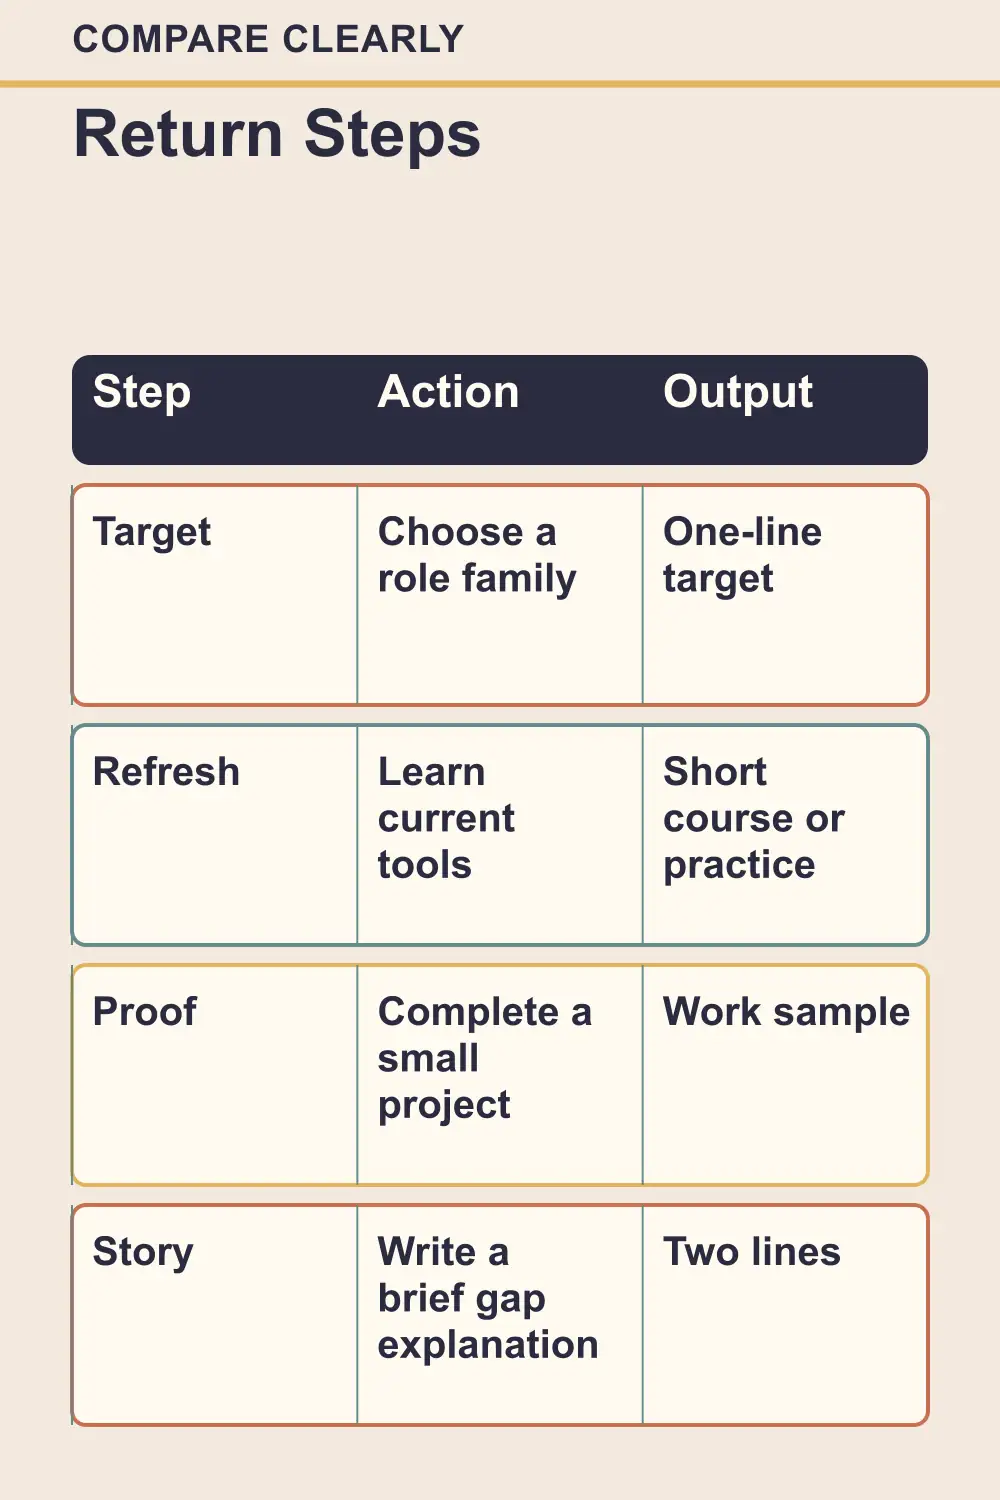 COMPARE CLEARLY
Return Steps
Step Action Output
Target
Choose a
role family
One-line
target
Refresh
Learn
current
tools
Short
course or
practice
Proof
Complete a
small
project
Work sample
Story
Write a
brief gap
explanation
Two lines